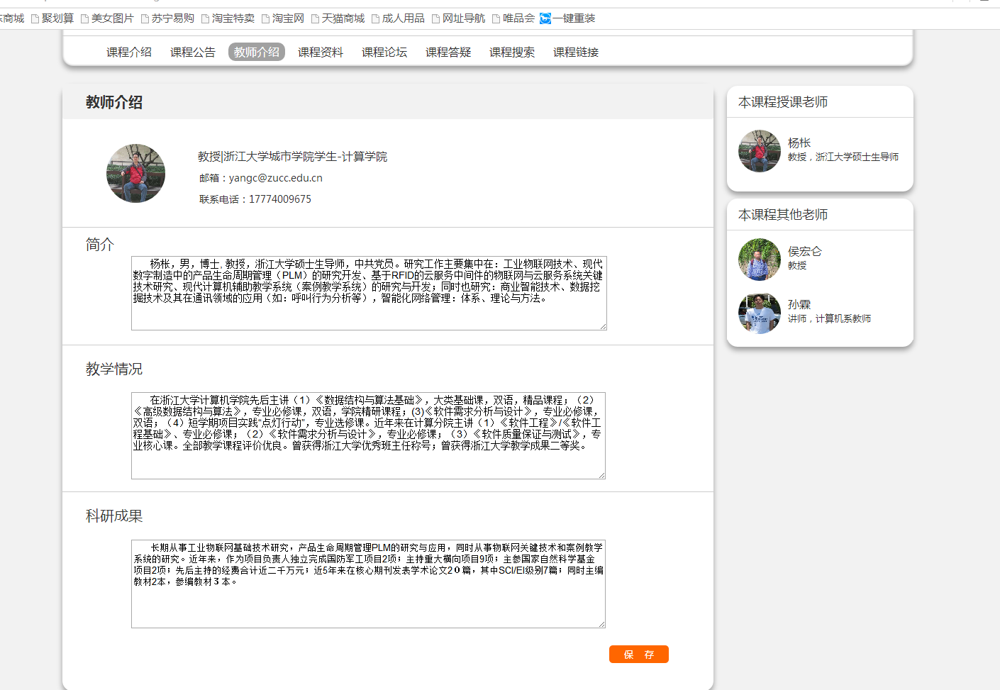 商城 聚划算 美女图片 苏宁易购 淘宝特卖 淘宝网 天猫商城 成人用品 网址导航 唯品会 一键重装
课程介绍 课程公告 教师介绍 课程资料 课程论坛 课程答疑 课程搜索 课程链接
教师介绍
教授|浙江大学城市学院学生-计算学院
邮箱：yangc@zucc.edu.cn
联系电话：17774009675
简介
杨枨，男，博士, 教授，浙江大学硕士生导师，中共党员。研究工作主要集中在：工业物联网技术、现代
数字制造中的产品生命周期管理（PLM）的研究开发、基于RFID的云服务中间件的物联网与云服务系统关键
技术研究、现代计算机辅助教学系统（案例教学系统）的研究与开发；同时也研究：商业智能技术、数据挖
掘技术及其在通讯领域的应用（如：呼叫行为分析等），智能化网络管理：体系、理论与方法。
教学情况
在浙江大学计算机学院先后主讲（1）《数据结构与算法基础》，大类基础课，双语，精品课程；（2）
《高级数据结构与算法》，专业必修课，双语，学院精研课程；(3)《软件需求分析与设计》，专业必修课，
双语；（4）短学期项目实践“点灯行动”，专业选修课。近年来在计算分院主讲（1）《软件工程》/《软件工
程基础》、专业必修课；（2）《软件需求分析与设计》，专业必修课；（3）《软件质量保证与测试》，专
业核心课。全部教学课程评价优良。曾获得浙江大学优秀班主任称号；曾获得浙江大学教学成果二等奖。
科研成果
长期从事工业物联网基础技术研究，产品生命周期管理PLM的研究与应用，同时从事物联网关键技术和案例教学
系统的研究。近年来，作为项目负责人独立完成国防军工项目2项；主持重大横向项目9项；主参国家自然科学基金
项目2项；先后主持的经费合计近二千万元；近5年来在核心期刊发表学术论文2０篇，其中SCI/EI级别7篇；同时主编
教材2本，参编教材３本。
保 存
本课程授课老师
杨枨
教授，浙江大学硕士生导师
本课程其他老师
侯宏仑
教授
孙霖
讲师，计算机系教师